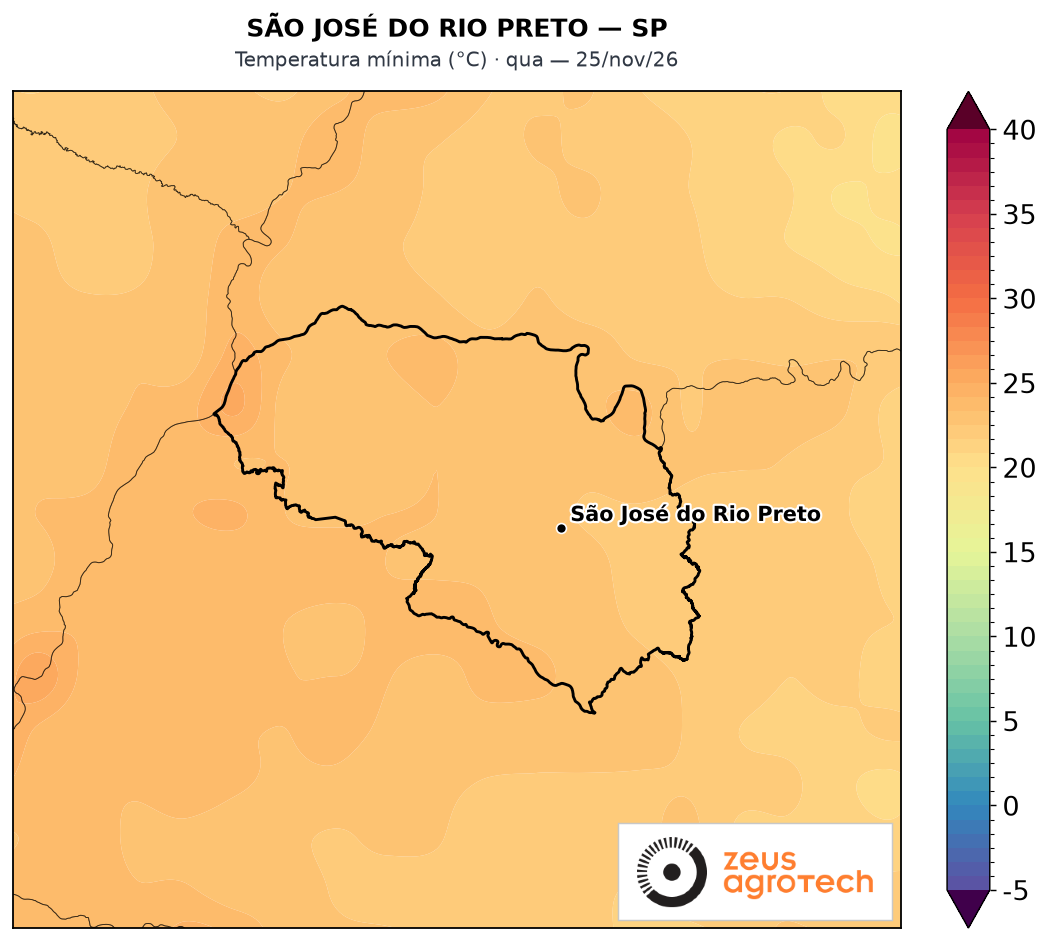 SÃO JOSÉ DO RIO PRETO — SP
Temperatura mínima (°C) · qua — 25/nov/26
40
35
30
25
20
15
10
5
0
-5
São José do Rio Preto
zeus
agrotech